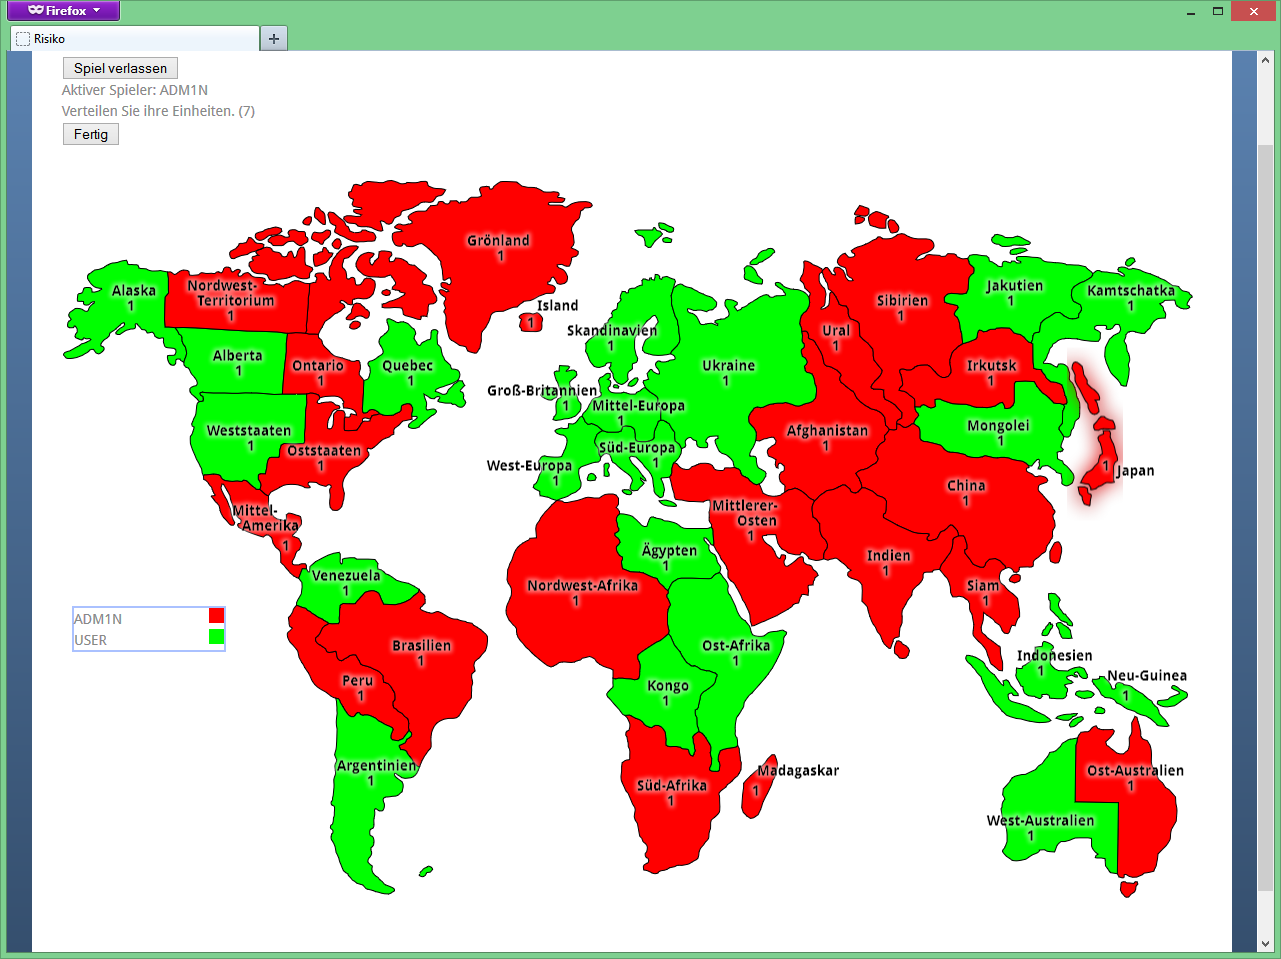 Firefox
Risiko
Spiel verlassen
Aktiver Spieler: ADM1N
Verteilen Sie ihre Einheiten. (7)
Fertig
Grönland
1
Alaska
1
Nordwest-
Territorium
1
Island
1
Alberta
1
Ontario
1
Quebec
1
Weststaaten
1
Oststaaten
1
Mittel-
Amerika
1
Skandinavien
1
Groß-Britannien
1
Mittel-Europa
1
Süd-Europa
1
West-Europa
1
Ukraine
1
Ural
1
Sibirien
1
Jakutien
1
Kamtschatka
1
Irkutsk
1
Mongolei
1
Japan
1
Afghanistan
1
China
1
Mittlerer-
Osten
1
Indien
1
Siam
1
Ägypten
1
Nordwest-Afrika
1
Ost-Afrika
1
Kongo
1
Süd-Afrika
1
Madagaskar
1
Venezuela
1
Brasilien
1
Peru
1
Argentinien
1
Indonesien
1
Neu-Guinea
1
Ost-Australien
1
West-Australien
1
ADM1N
USER